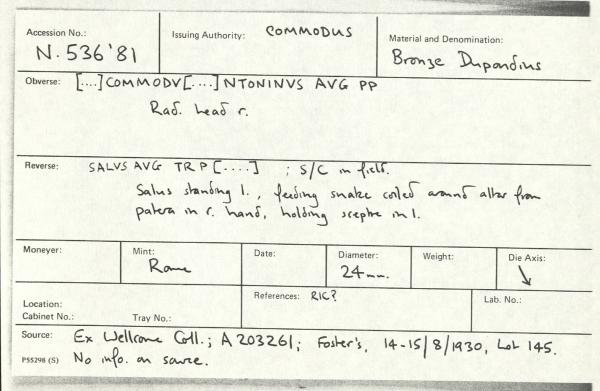 Accession No.: Issuing Authority: COMMODUS Material and Denomination:
N. 536'81 Bronze Dupondius
Obverse: [....]COMMODV[....]NTONINVS AVG PP
Rad. head r.
Reverse: SALVS AVG TR P[.....] ; S/C in field.
Salus standing l., feeding snake coiled around altar from
patera in r. hand, holding sceptre in l.
Moneyer: Mint: Date: Diameter: Weight: Die Axis:
Rome 24mm.
Location: References: RIC? Lab. No.:
Cabinet No.: Tray No.:
Source: Ex Wellcome Coll.; A203261; Foster's, 14-15/8/1930, Lot 145.
P55298 (S) No info. on source.